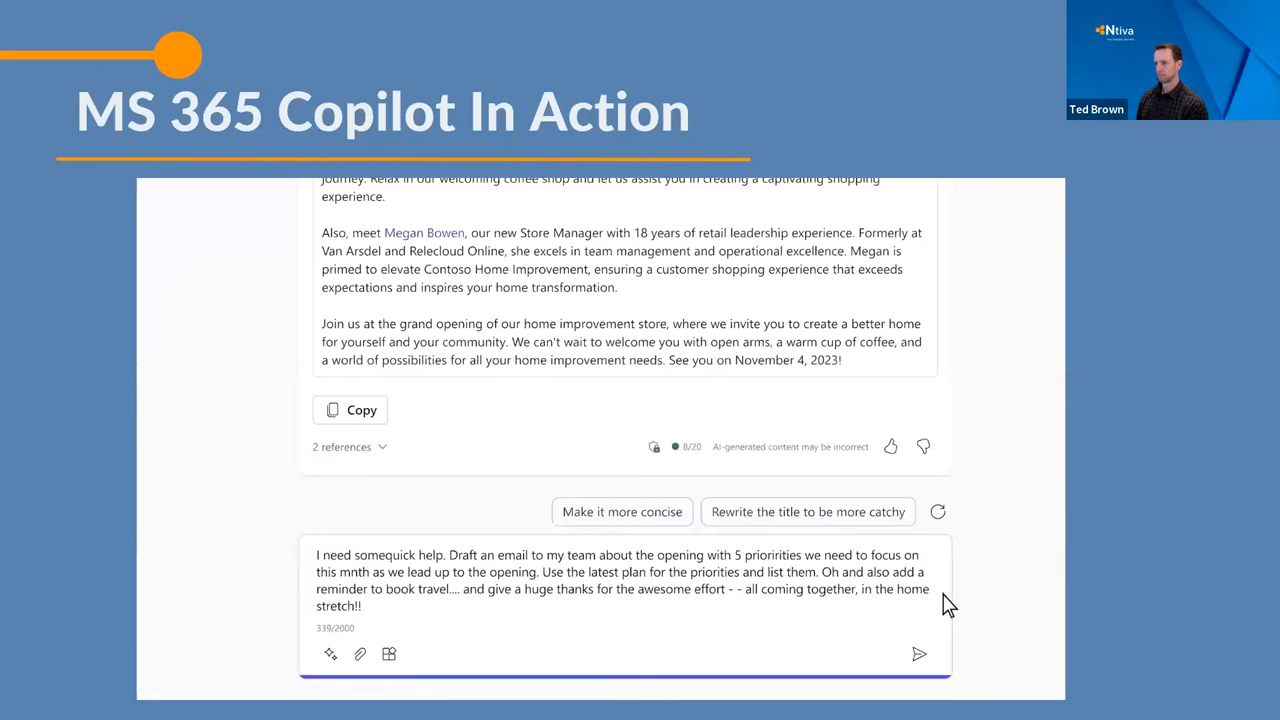 Ntiva
Ted Brown
MS 365 Copilot In Action
journey. Relax in our welcoming coffee shop and let us assist you in creating a captivating shopping
experience.
Also, meet Megan Bowen, our new Store Manager with 18 years of retail leadership experience. Formerly at
Van Arsdel and Relecloud Online, she excels in team management and operational excellence. Megan is
primed to elevate Contoso Home Improvement, ensuring a customer shopping experience that exceeds
expectations and inspires your home transformation.
Join us at the grand opening of our home improvement store, where we invite you to create a better home
for yourself and your community. We can't wait to welcome you with open arms, a warm cup of coffee, and
a world of possibilities for all your home improvement needs. See you on November 4, 2023!
Copy
2 references
8/20
AI-generated content may be incorrect
Make it more concise
Rewrite the title to be more catchy
I need somequick help. Draft an email to my team about the opening with 5 prioririties we need to focus on
this mnth as we lead up to the opening. Use the latest plan for the priorities and list them. Oh and also add a
reminder to book travel.... and give a huge thanks for the awesome effort - - all coming together, in the home
stretch!!
339/2000